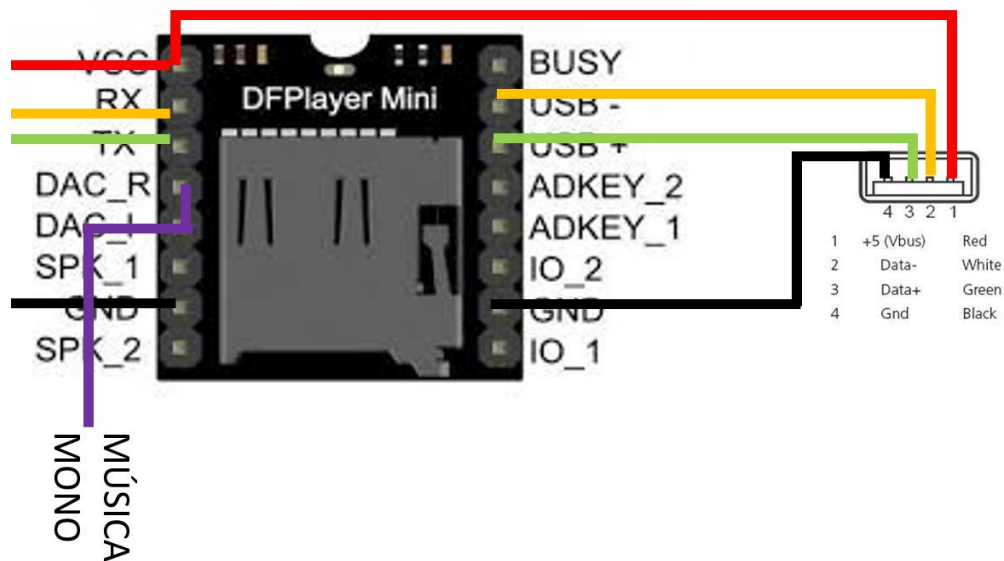 VCC
RX
TX
DAC_R
DAC_I
SPK_1
GND
SPK_2
DFPlayer Mini
BUSY
USB -
USB +
ADKEY_2
ADKEY_1
IO_2
GND
IO_1
4 3 2 1
1 +5 (Vbus) Red
2 Data- White
3 Data+ Green
4 Gnd Black
MÚSICA
MONO